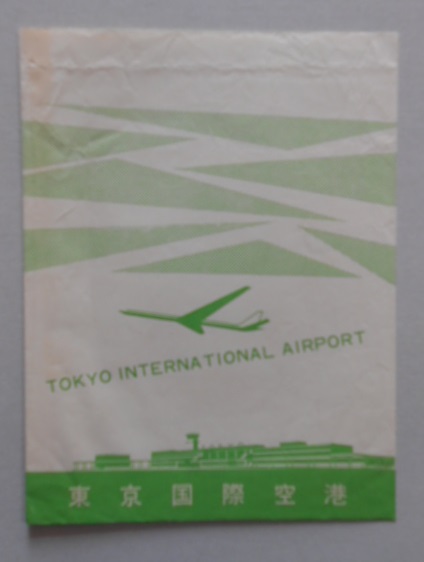 TOKYO INTERNATIONAL AIRPORT
東京国際空港